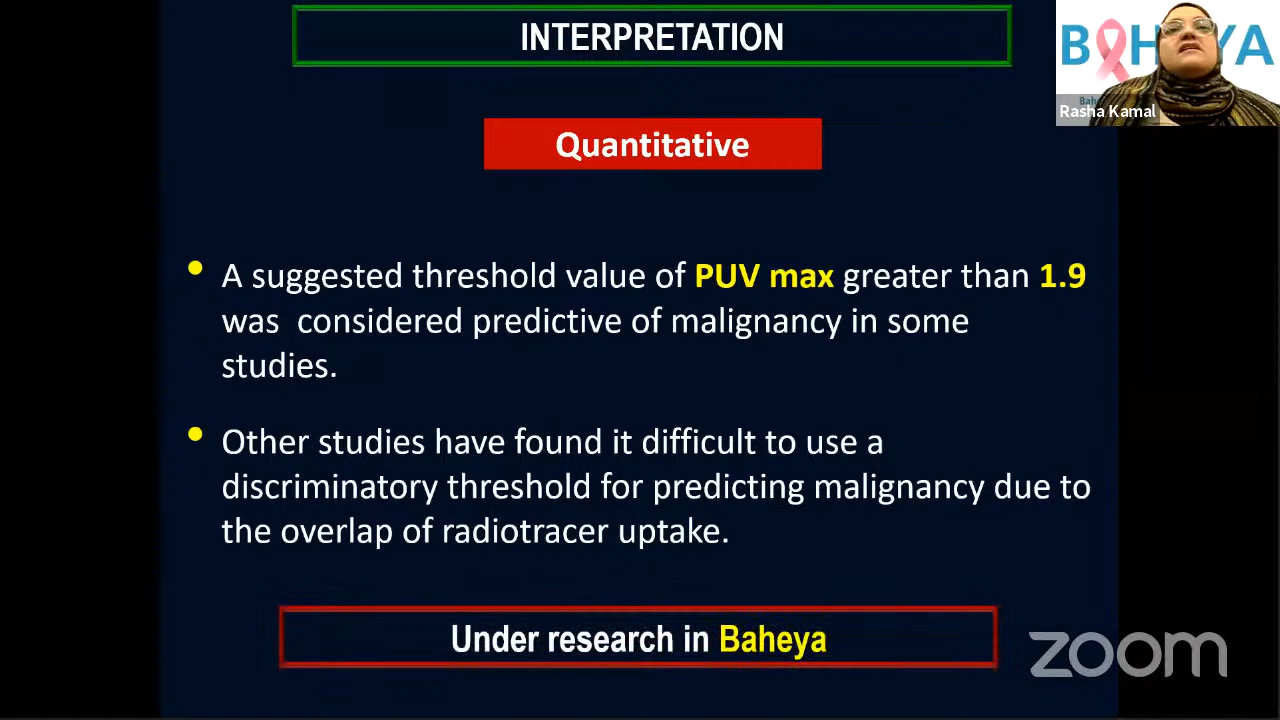 INTERPRETATION
BAHEYA
Rasha Kamal
Quantitative
• A suggested threshold value of PUV max greater than 1.9
was considered predictive of malignancy in some
studies.
• Other studies have found it difficult to use a
discriminatory threshold for predicting malignancy due to
the overlap of radiotracer uptake.
Under research in Baheya
zoom